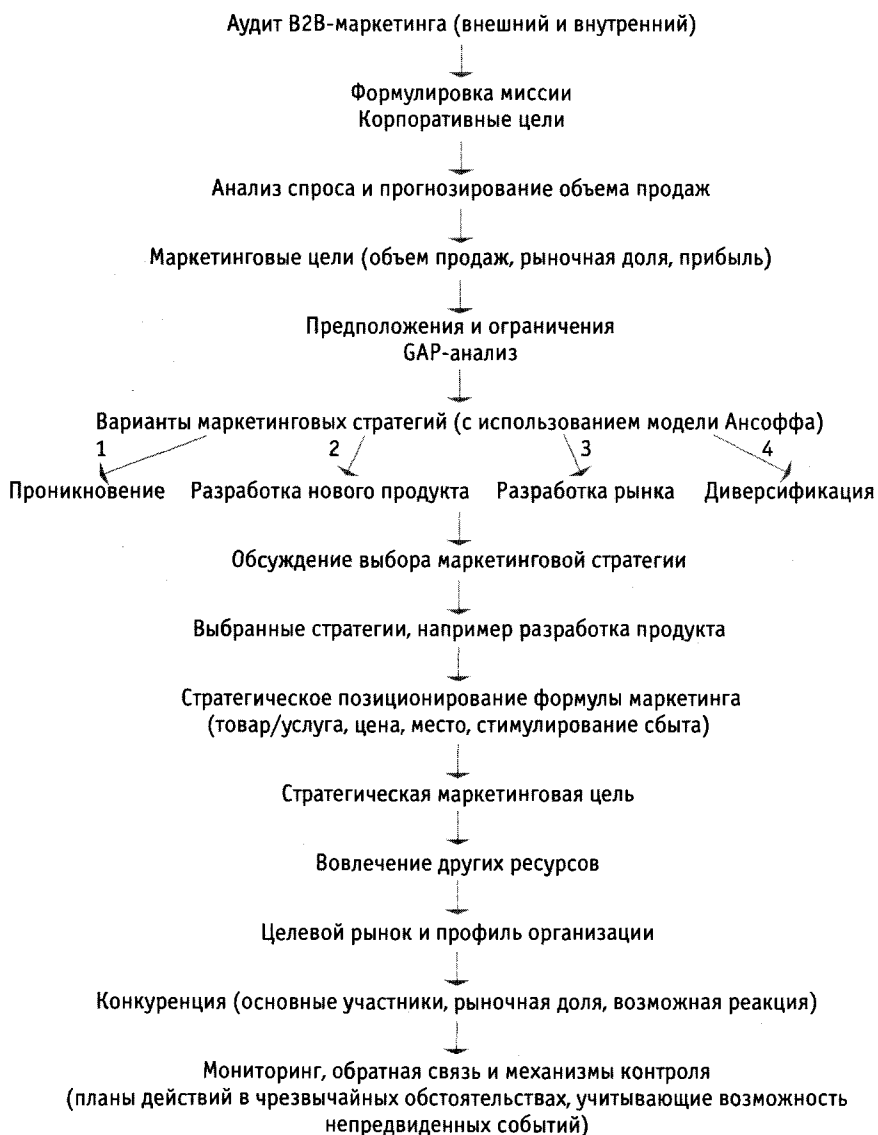 Аудит B2B-маркетинга (внешний и внутренний)
Формулировка миссии
Корпоративные цели
Анализ спроса и прогнозирование объема продаж
Маркетинговые цели (объем продаж, рыночная доля, прибыль)
Предположения и ограничения
GAP-анализ
Варианты маркетинговых стратегий (с использованием модели Ансоффа)
1 2 3 4
Проникновение Разработка нового продукта Разработка рынка Диверсификация
Обсуждение выбора маркетинговой стратегии
Выбранные стратегии, например разработка продукта
Стратегическое позиционирование формулы маркетинга
(товар/услуга, цена, место, стимулирование сбыта)
Стратегическая маркетинговая цель
Вовлечение других ресурсов
Целевой рынок и профиль организации
Конкуренция (основные участники, рыночная доля, возможная реакция)
Мониторинг, обратная связь и механизмы контроля
(планы действий в чрезвычайных обстоятельствах, учитывающие возможность
непредвиденных событий)